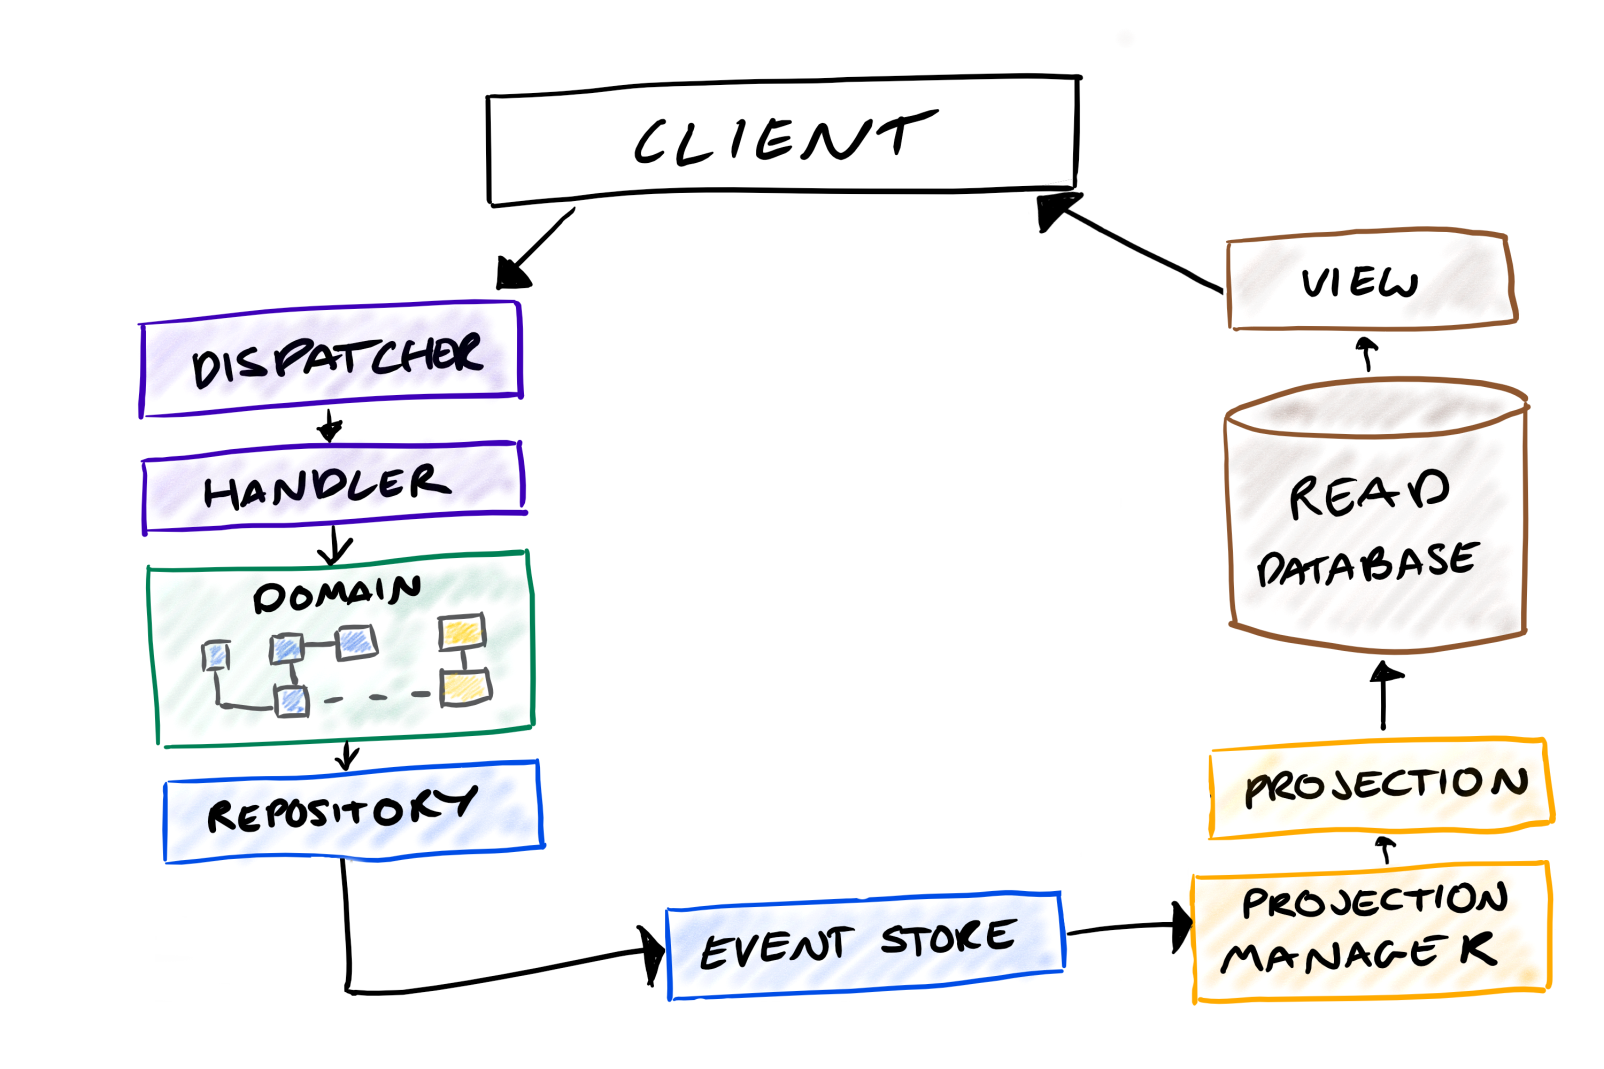 CLIENT
DISPATCHER
HANDLER
DOMAIN
REPOSITORY
EVENT STORE
PROJECTION
MANAGER
PROJECTION
READ
DATABASE
VIEW